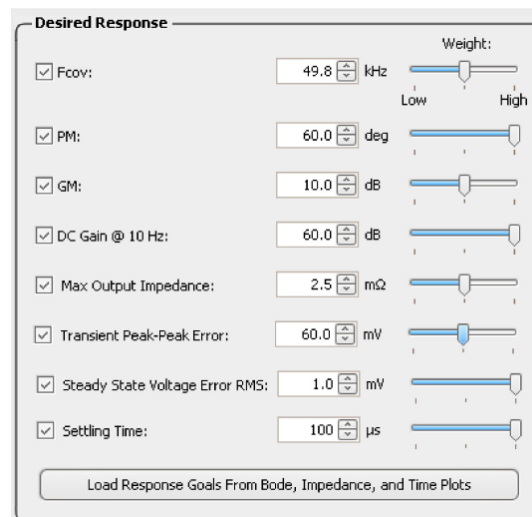 Desired Response
Weight:
Fcov: 49.8 kHz
Low High
PM: 60.0 deg
GM: 10.0 dB
DC Gain @ 10 Hz: 60.0 dB
Max Output Impedance: 2.5 mΩ
Transient Peak-Peak Error: 60.0 mV
Steady State Voltage Error RMS: 1.0 mV
Settling Time: 100 µs
Load Response Goals From Bode, Impedance, and Time Plots